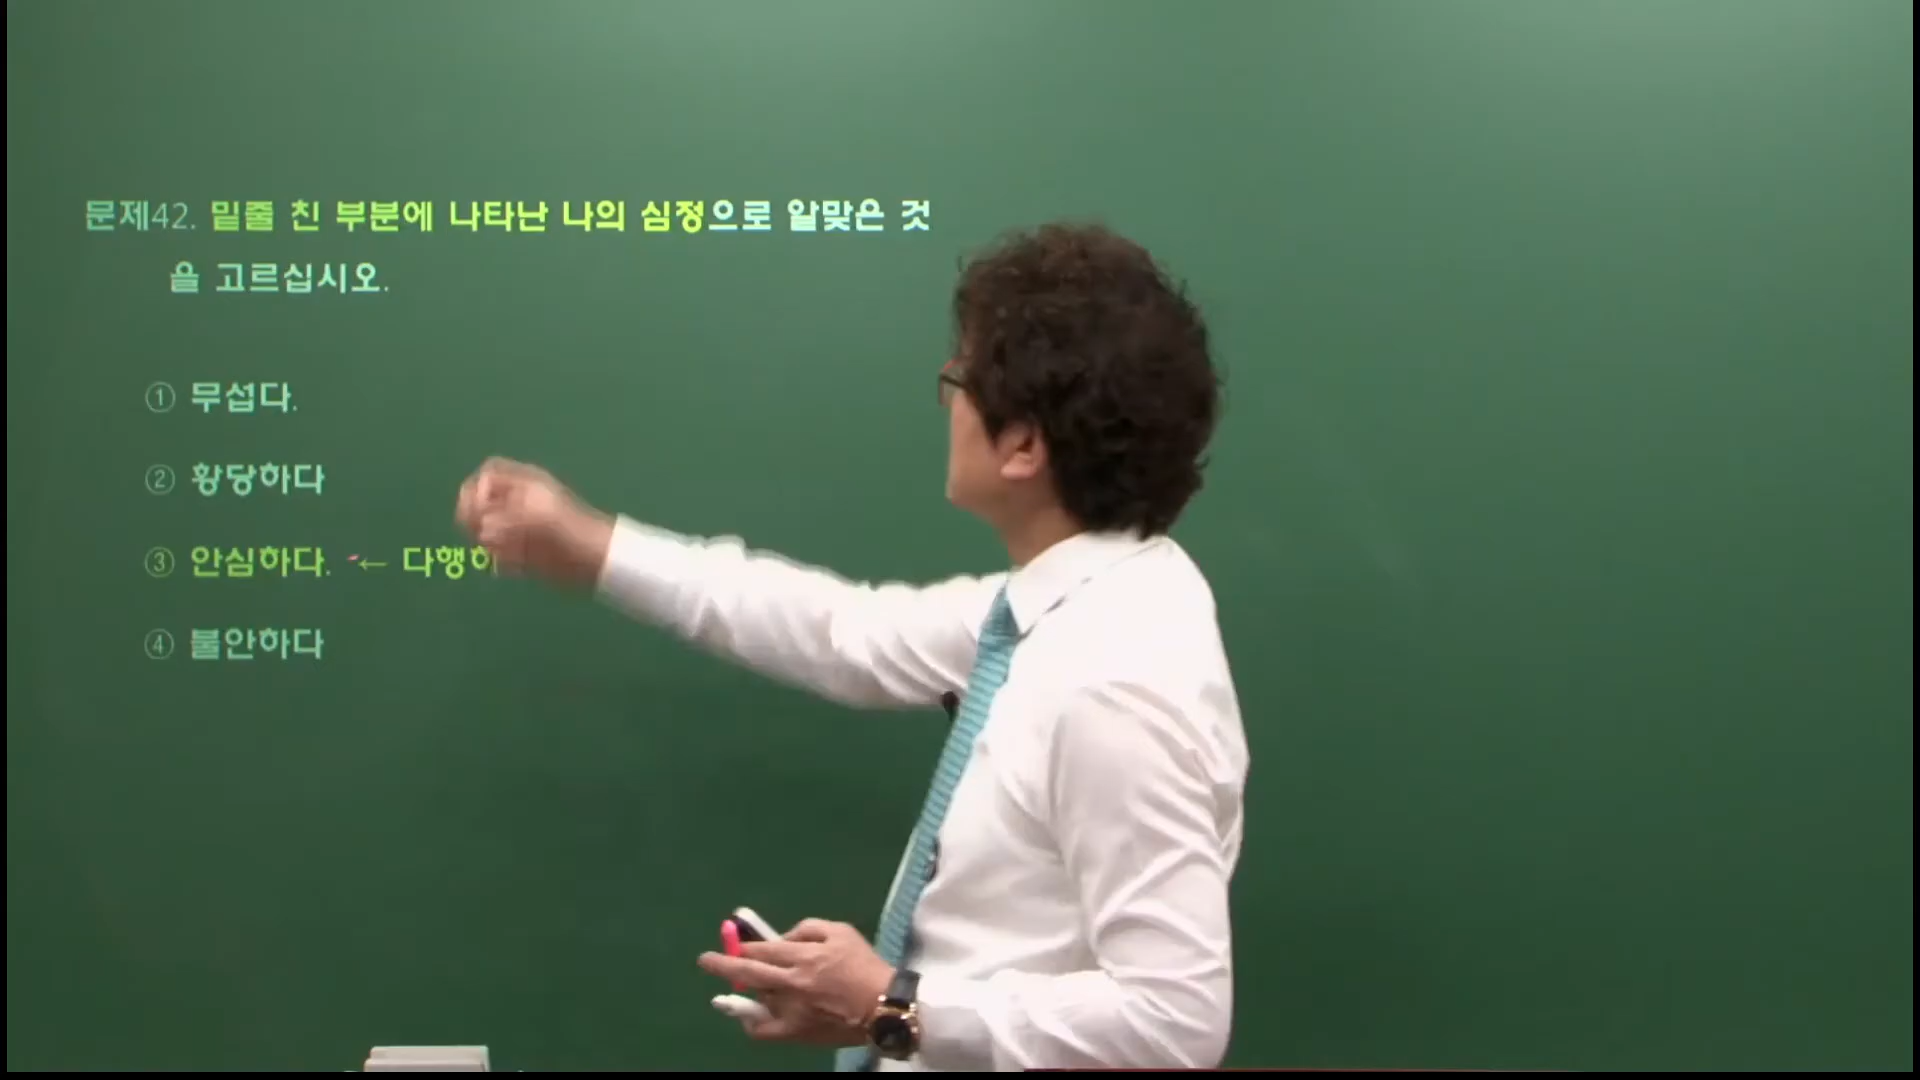 문제42. 밑줄 친 부분에 나타난 나의 심정으로 알맞은 것
을 고르십시오.
① 무섭다.
② 황당하다
③ 안심하다. ←
④ 불안하다